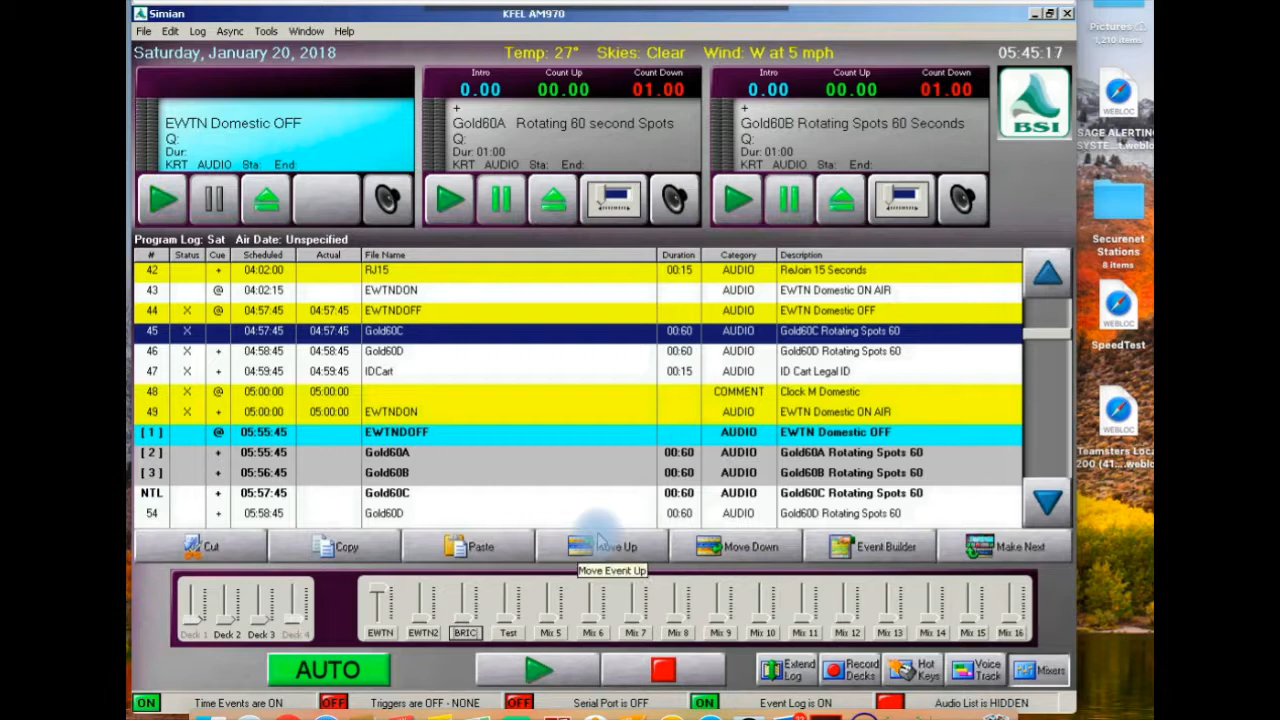 Simian
KFEL AM970
File Edit Log Async Tools Window Help
Saturday, January 20, 2018
Temp: 27° Skies: Clear Wind: W at 5 mph
05:45:17
EWTN Domestic OFF
Q:
Dur:
KRT AUDIO Sta: End:
Intro Count Up Count Down
0.00 00.00 01.00
+
Gold60A Rotating 60 second Spots
Q:
Dur: 01:00
KRT AUDIO Sta: End:
Intro Count Up Count Down
0.00 00.00 01.00
+
Gold60B Rotating Spots 60 Seconds
Q:
Dur: 01:00
KRT AUDIO Sta: End:
BSI
Program Log: Sat Air Date: Unspecified
# Status Cue Scheduled Actual File Name Duration Category Description
42 + 04:02:00 RJ15 00:15 AUDIO ReJoin 15 Seconds
43 @ 04:02:15 EWTNDON AUDIO EWTN Domestic ON AIR
44 X @ 04:57:45 04:57:45 EWTNDOFF AUDIO EWTN Domestic OFF
45 X 04:57:45 04:57:45 Gold60C 00:60 AUDIO Gold60C Rotating Spots 60
46 X + 04:58:45 04:58:45 Gold60D 00:60 AUDIO Gold60D Rotating Spots 60
47 X + 04:59:45 04:59:45 IDCart 00:15 AUDIO ID Cart Legal ID
48 X @ 05:00:00 05:00:00 COMMENT Clock M Domestic
49 X + 05:00:00 05:00:00 EWTNDON AUDIO EWTN Domestic ON AIR
[ 1 ] @ 05:55:45 EWTNDOFF AUDIO EWTN Domestic OFF
[ 2 ] + 05:55:45 Gold60A 00:60 AUDIO Gold60A Rotating Spots 60
[ 3 ] + 05:56:45 Gold60B 00:60 AUDIO Gold60B Rotating Spots 60
NTL + 05:57:45 Gold60C 00:60 AUDIO Gold60C Rotating Spots 60
54 + 05:58:45 Gold60D 00:60 AUDIO Gold60D Rotating Spots 60
Cut Copy Paste Move Up Move Down Event Builder Make Next
Move Event Up
Deck 1 Deck 2 Deck 3 Deck 4
EWTN EWTN2 BRIC Test Mix 5 Mix 6 Mix 7 Mix 8 Mix 9 Mix 10 Mix 11 Mix 12 Mix 13 Mix 14 Mix 15 Mix 16
AUTO
Extend Log
Record Decks
Hot Keys
Voice Track
Mixers
ON Time Events are ON OFF Triggers are OFF - NONE OFF Serial Port is OFF ON Event Log is ON Audio List is HIDDEN
Pictures
1,210 items
WEBLOC
SAGE ALERTING
SYSTE...t.weblo
Securenet
Stations
8 items
WEBLOC
SpeedTest
WEBLOC
Teamsters Loca
200 (41...weblo